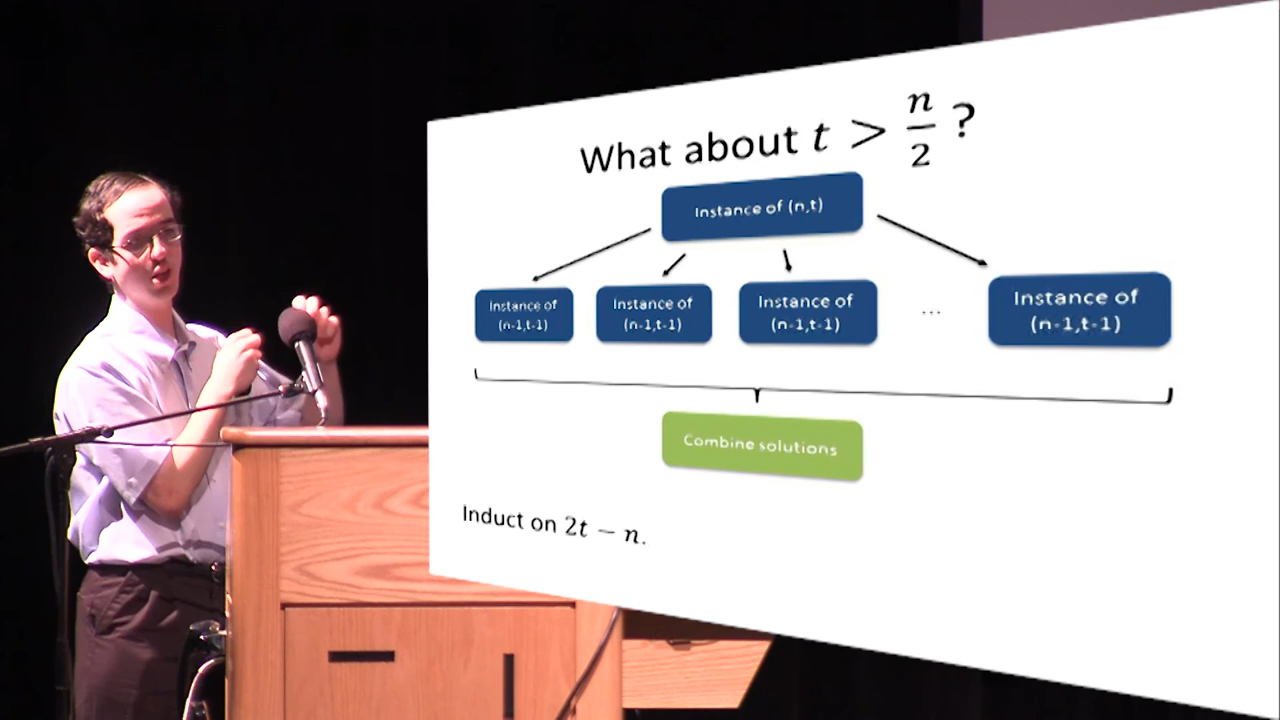 What about t > n/2 ?
Instance of (n,t)
Instance of
(n-1,t-1)
Instance of
(n-1,t-1)
Instance of
(n-1,t-1)
...
Instance of
(n-1,t-1)
Combine solutions
Induct on 2t − n.